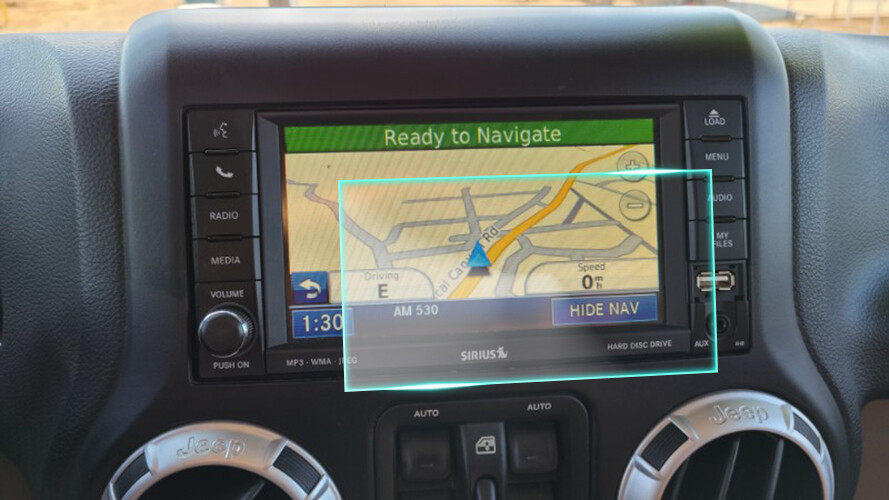 Ready to Navigate
LOAD
MENU
AUDIO
MY
FILES
RADIO
MEDIA
VOLUME
PUSH ON
Driving
E
Rd
Speed
0 m
h
1:30
AM 530
HIDE NAV
MP3 - WMA - JPEG
SIRIUS
HARD DISC DRIVE
AUX
AUTO
AUTO
Jeep
Jeep